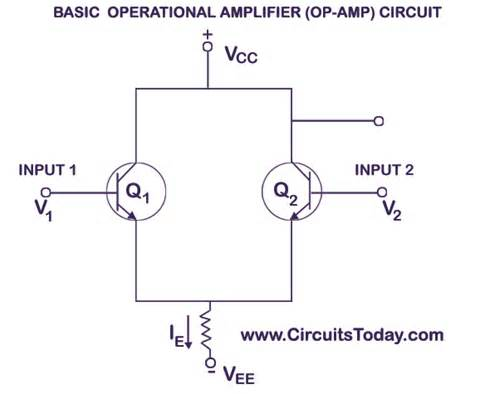 BASIC OPERATIONAL AMPLIFIER (OP-AMP) CIRCUIT
+
VCC
INPUT 1
INPUT 2
Q1
Q2
V1
V2
IE
www.CircuitsToday.com
-
VEE